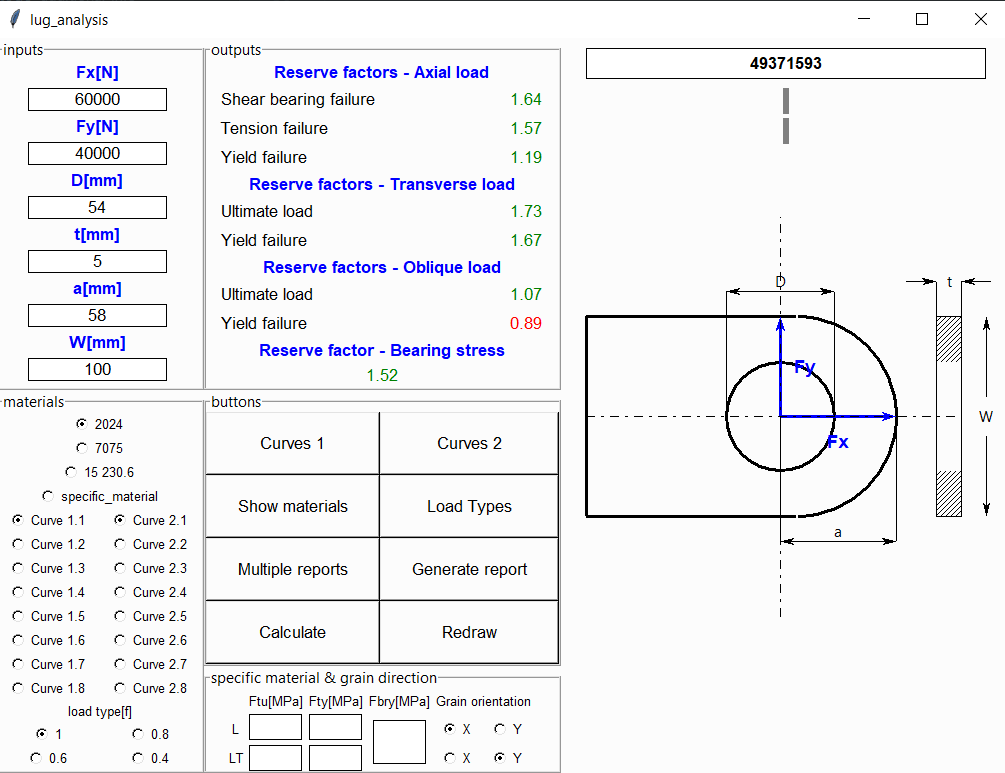 lug_analysis
inputs
Fx[N]
60000
Fy[N]
40000
D[mm]
54
t[mm]
5
a[mm]
58
W[mm]
100
outputs
Reserve factors - Axial load
Shear bearing failure 1.64
Tension failure 1.57
Yield failure 1.19
Reserve factors - Transverse load
Ultimate load 1.73
Yield failure 1.67
Reserve factors - Oblique load
Ultimate load 1.07
Yield failure 0.89
Reserve factor - Bearing stress
1.52
49371593
D
t
Fy
W
Fx
a
materials
2024
7075
15 230.6
specific_material
Curve 1.1 Curve 2.1
Curve 1.2 Curve 2.2
Curve 1.3 Curve 2.3
Curve 1.4 Curve 2.4
Curve 1.5 Curve 2.5
Curve 1.6 Curve 2.6
Curve 1.7 Curve 2.7
Curve 1.8 Curve 2.8
load type[f]
1 0.8
0.6 0.4
buttons
Curves 1 Curves 2
Show materials Load Types
Multiple reports Generate report
Calculate Redraw
specific material & grain direction
Ftu[MPa] Fty[MPa] Fbry[MPa] Grain orientation
L X Y
LT X Y